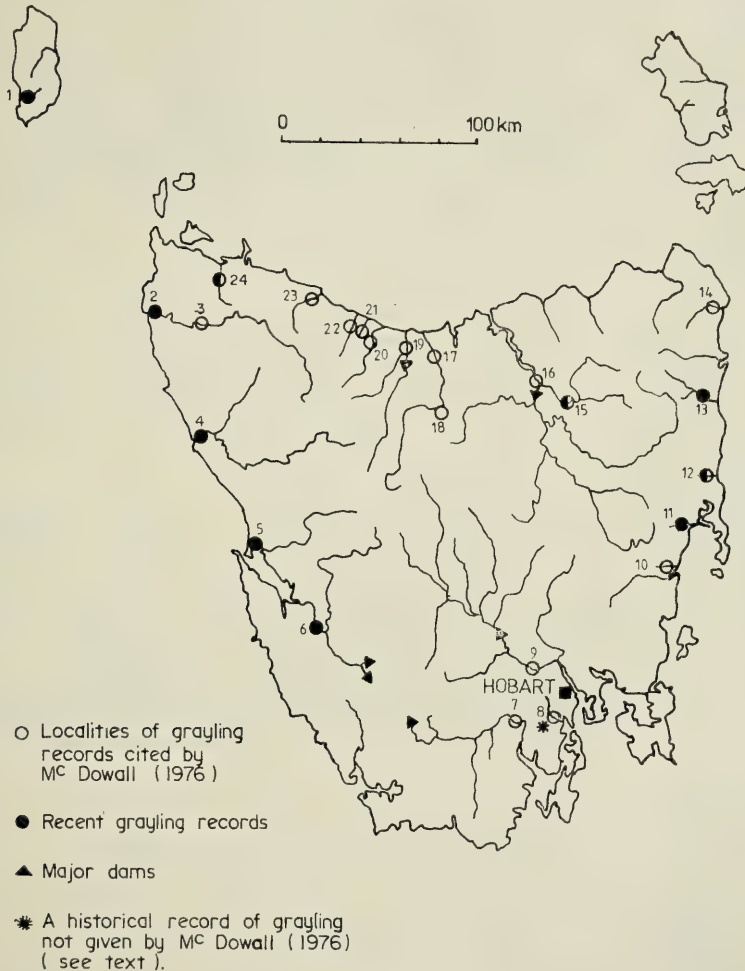 1
0 100 km
24
2
3
23
21
22
20
19
17
14
16
15
13
18
4
12
11
5
10
6
9
HOBART
7
8
O Localities of grayling
records cited by
Mc Dowall (1976)
● Recent grayling records
▲ Major dams
✷ A historical record of grayling
not given by Mc Dowall (1976)
( see text ).